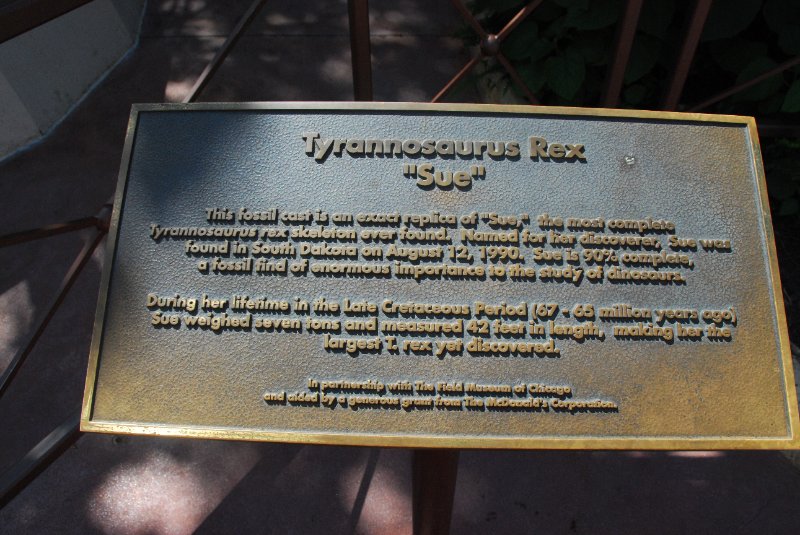 Tyrannosaurus Rex
"Sue"
This fossil cast is an exact replica of "Sue," the most complete
Tyrannosaurus rex skeleton ever found. Named for her discoverer, Sue was
found in South Dakota on August 12, 1990. Sue is 90% complete,
a fossil find of enormous importance to the study of dinosaurs.
During her lifetime in the Late Cretaceous Period (67 - 65 million years ago)
Sue weighed seven tons and measured 42 feet in length, making her the
largest T. rex yet discovered.
In partnership with The Field Museum of Chicago
and aided by a generous grant from The McDonald's Corporation.